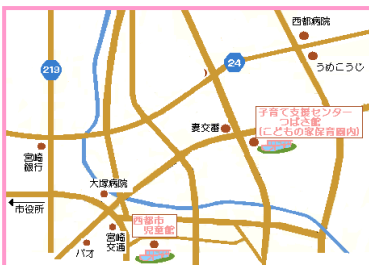 西都病院
うめこうじ
24
219
子育て支援センター
つばさ館
(こどもの家保育園内)
妻交番
宮崎
銀行
大塚病院
市役所
西都市
児童館
宮崎
交通
パオ